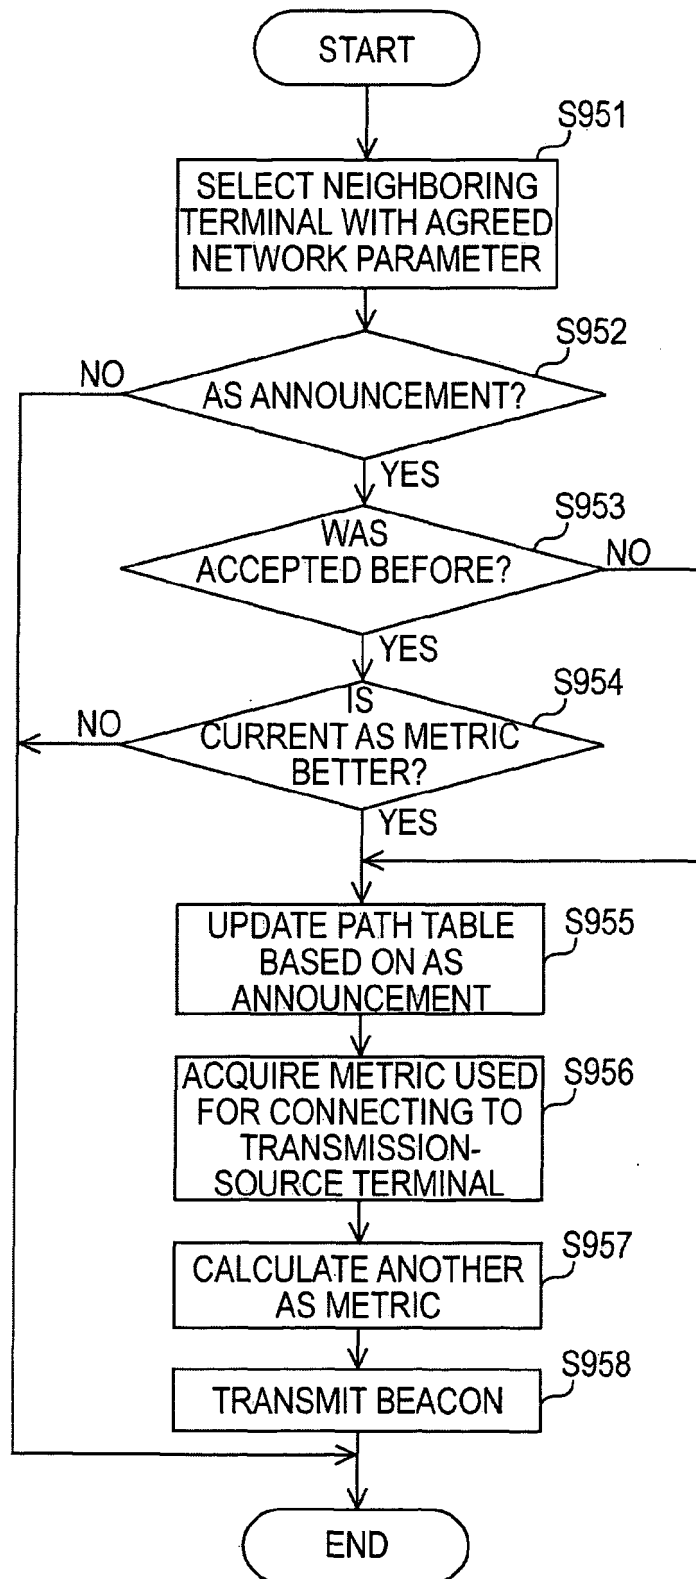 START
S951
SELECT NEIGHBORING
TERMINAL WITH AGREED
NETWORK PARAMETER
S952
NO
AS ANNOUNCEMENT?
YES
S953
WAS
ACCEPTED BEFORE?
NO
YES
S954
IS
NO
CURRENT AS METRIC
BETTER?
YES
UPDATE PATH TABLE
BASED ON AS
ANNOUNCEMENT
S955
ACQUIRE METRIC USED
FOR CONNECTING TO
TRANSMISSION-
SOURCE TERMINAL
S956
CALCULATE ANOTHER
AS METRIC
S957
TRANSMIT BEACON
S958
END